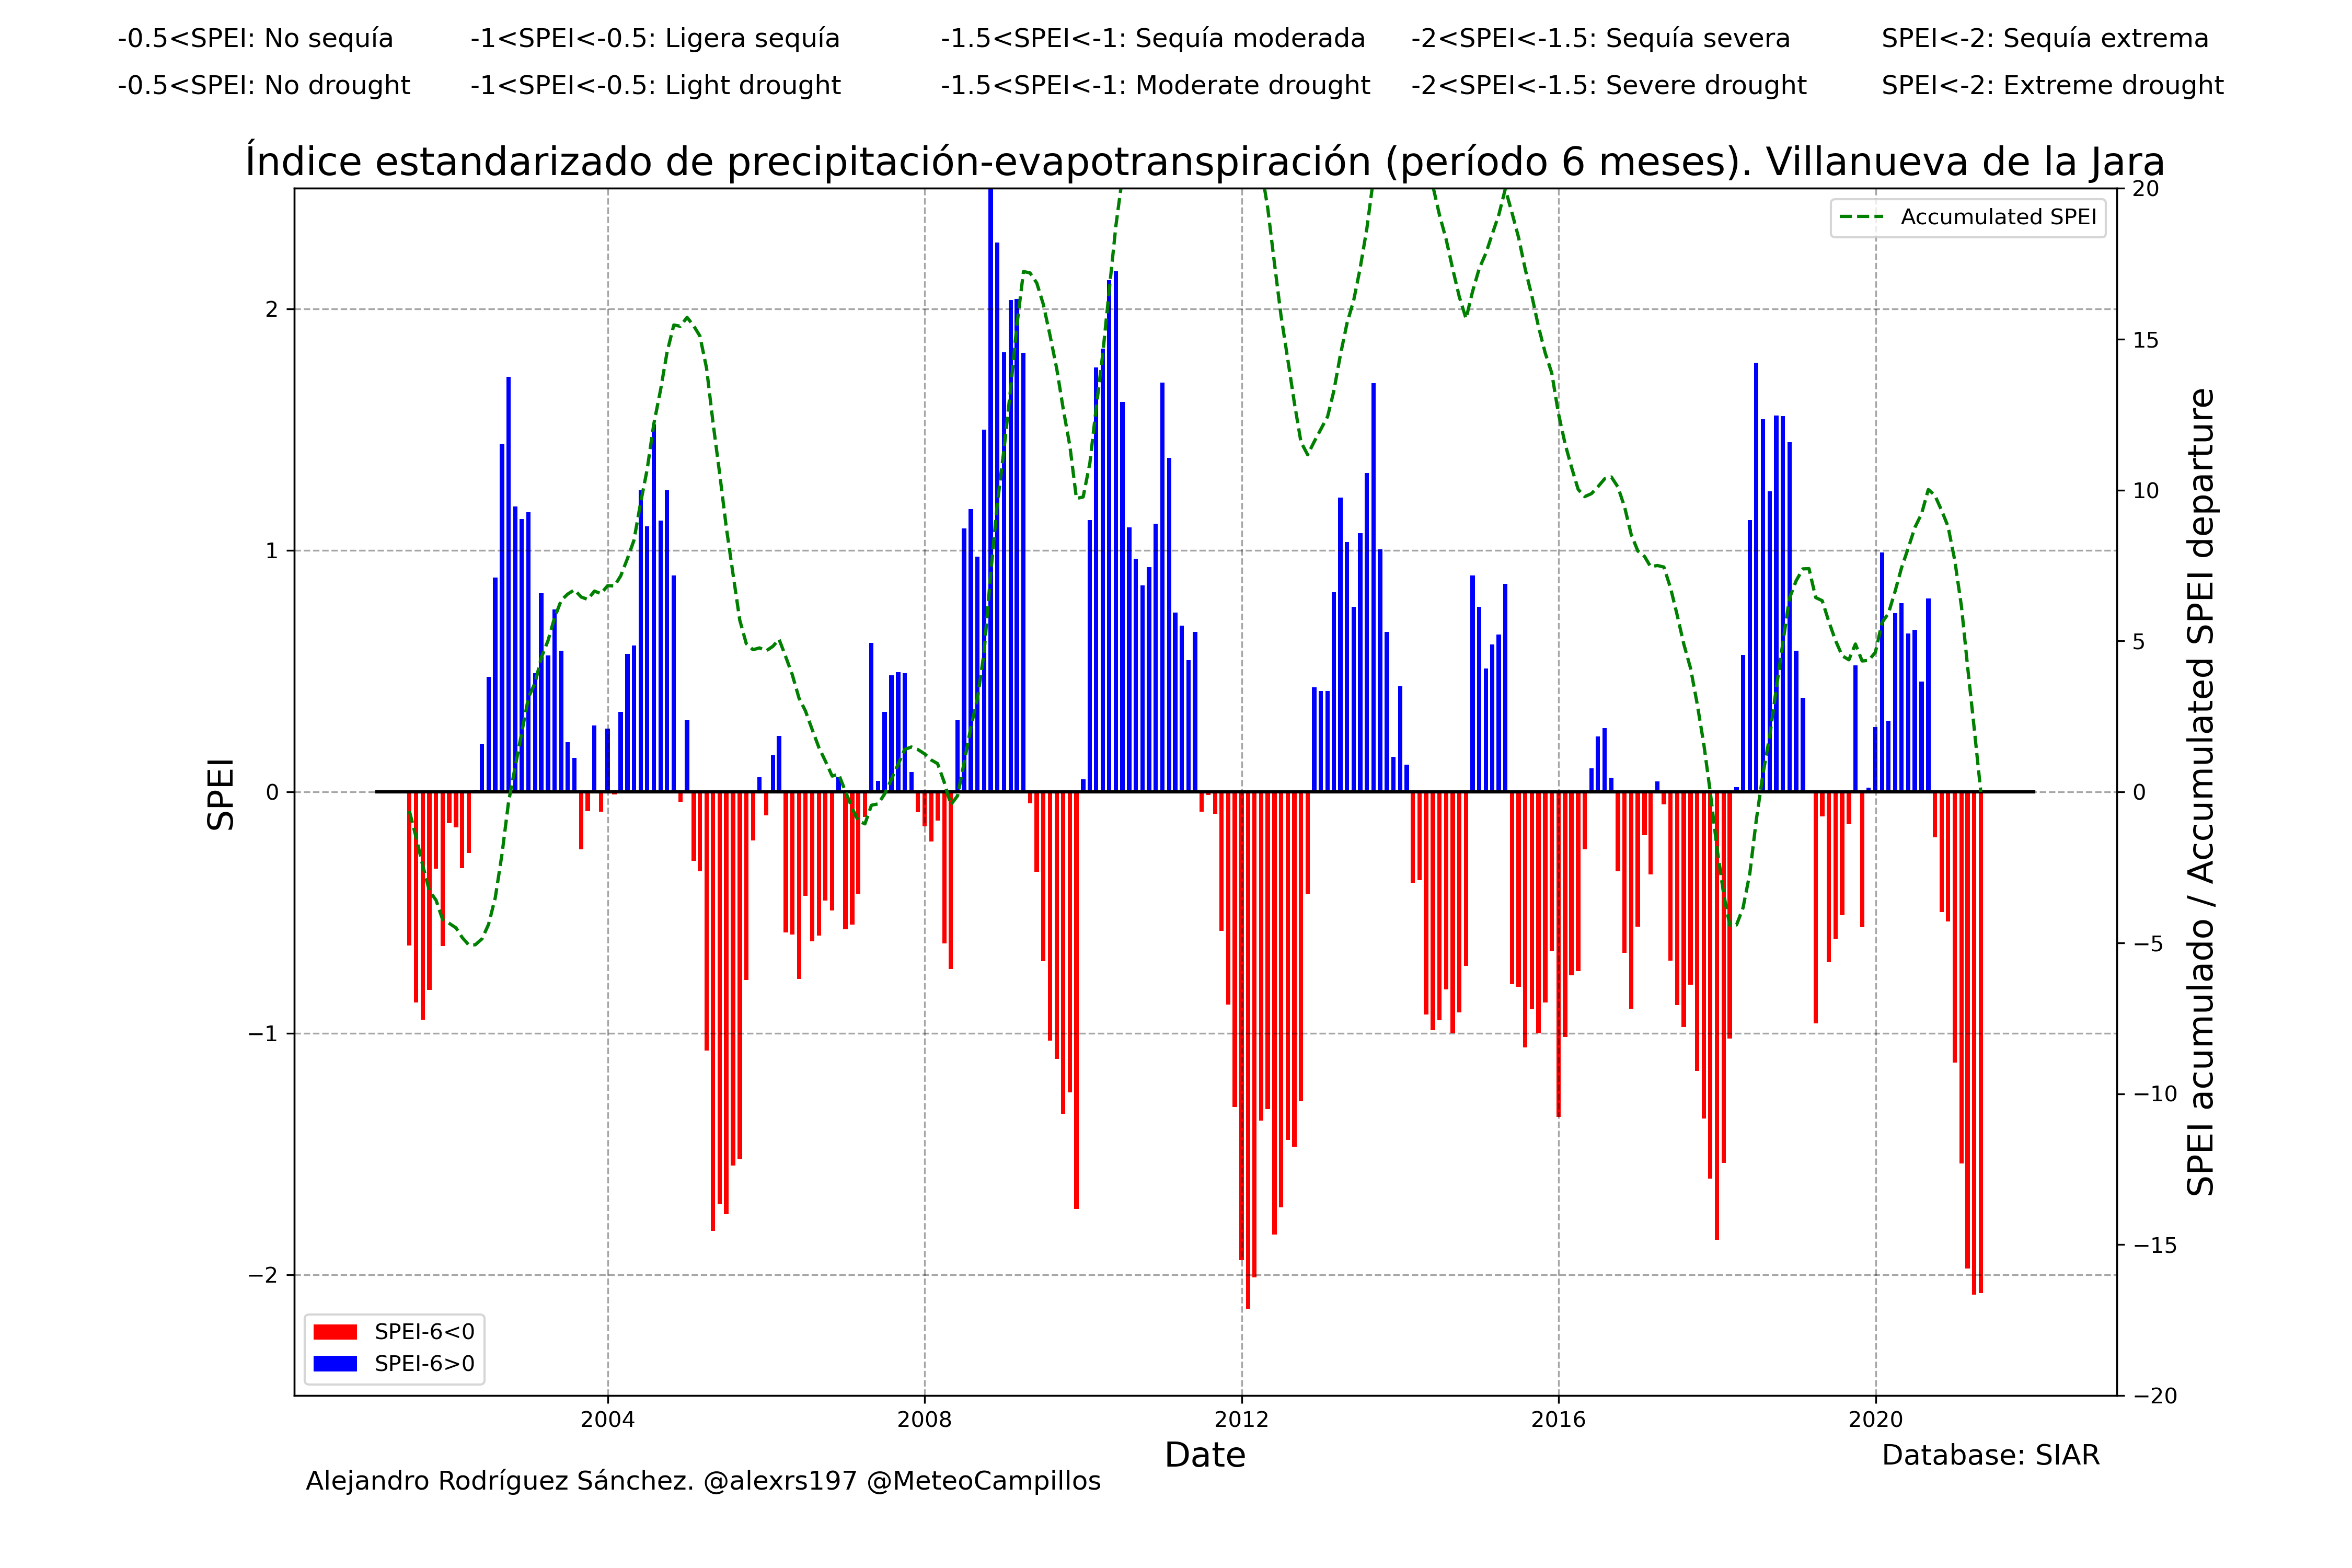 -0.5<SPEI: No sequía -1<SPEI<-0.5: Ligera sequía -1.5<SPEI<-1: Sequía moderada -2<SPEI<-1.5: Sequía severa SPEI<-2: Sequía extrema
-0.5<SPEI: No drought -1<SPEI<-0.5: Light drought -1.5<SPEI<-1: Moderate drought -2<SPEI<-1.5: Severe drought SPEI<-2: Extreme drought
Índice estandarizado de precipitación-evapotranspiración (período 6 meses). Villanueva de la Jara
Accumulated SPEI
SPEI
2
1
0
−1
−2
20
15
10
5
0
−5
−10
−15
−20
SPEI acumulado / Accumulated SPEI departure
SPEI-6<0
SPEI-6>0
2004 2008 2012 2016 2020
Date
Database: SIAR
Alejandro Rodríguez Sánchez. @alexrs197 @MeteoCampillos